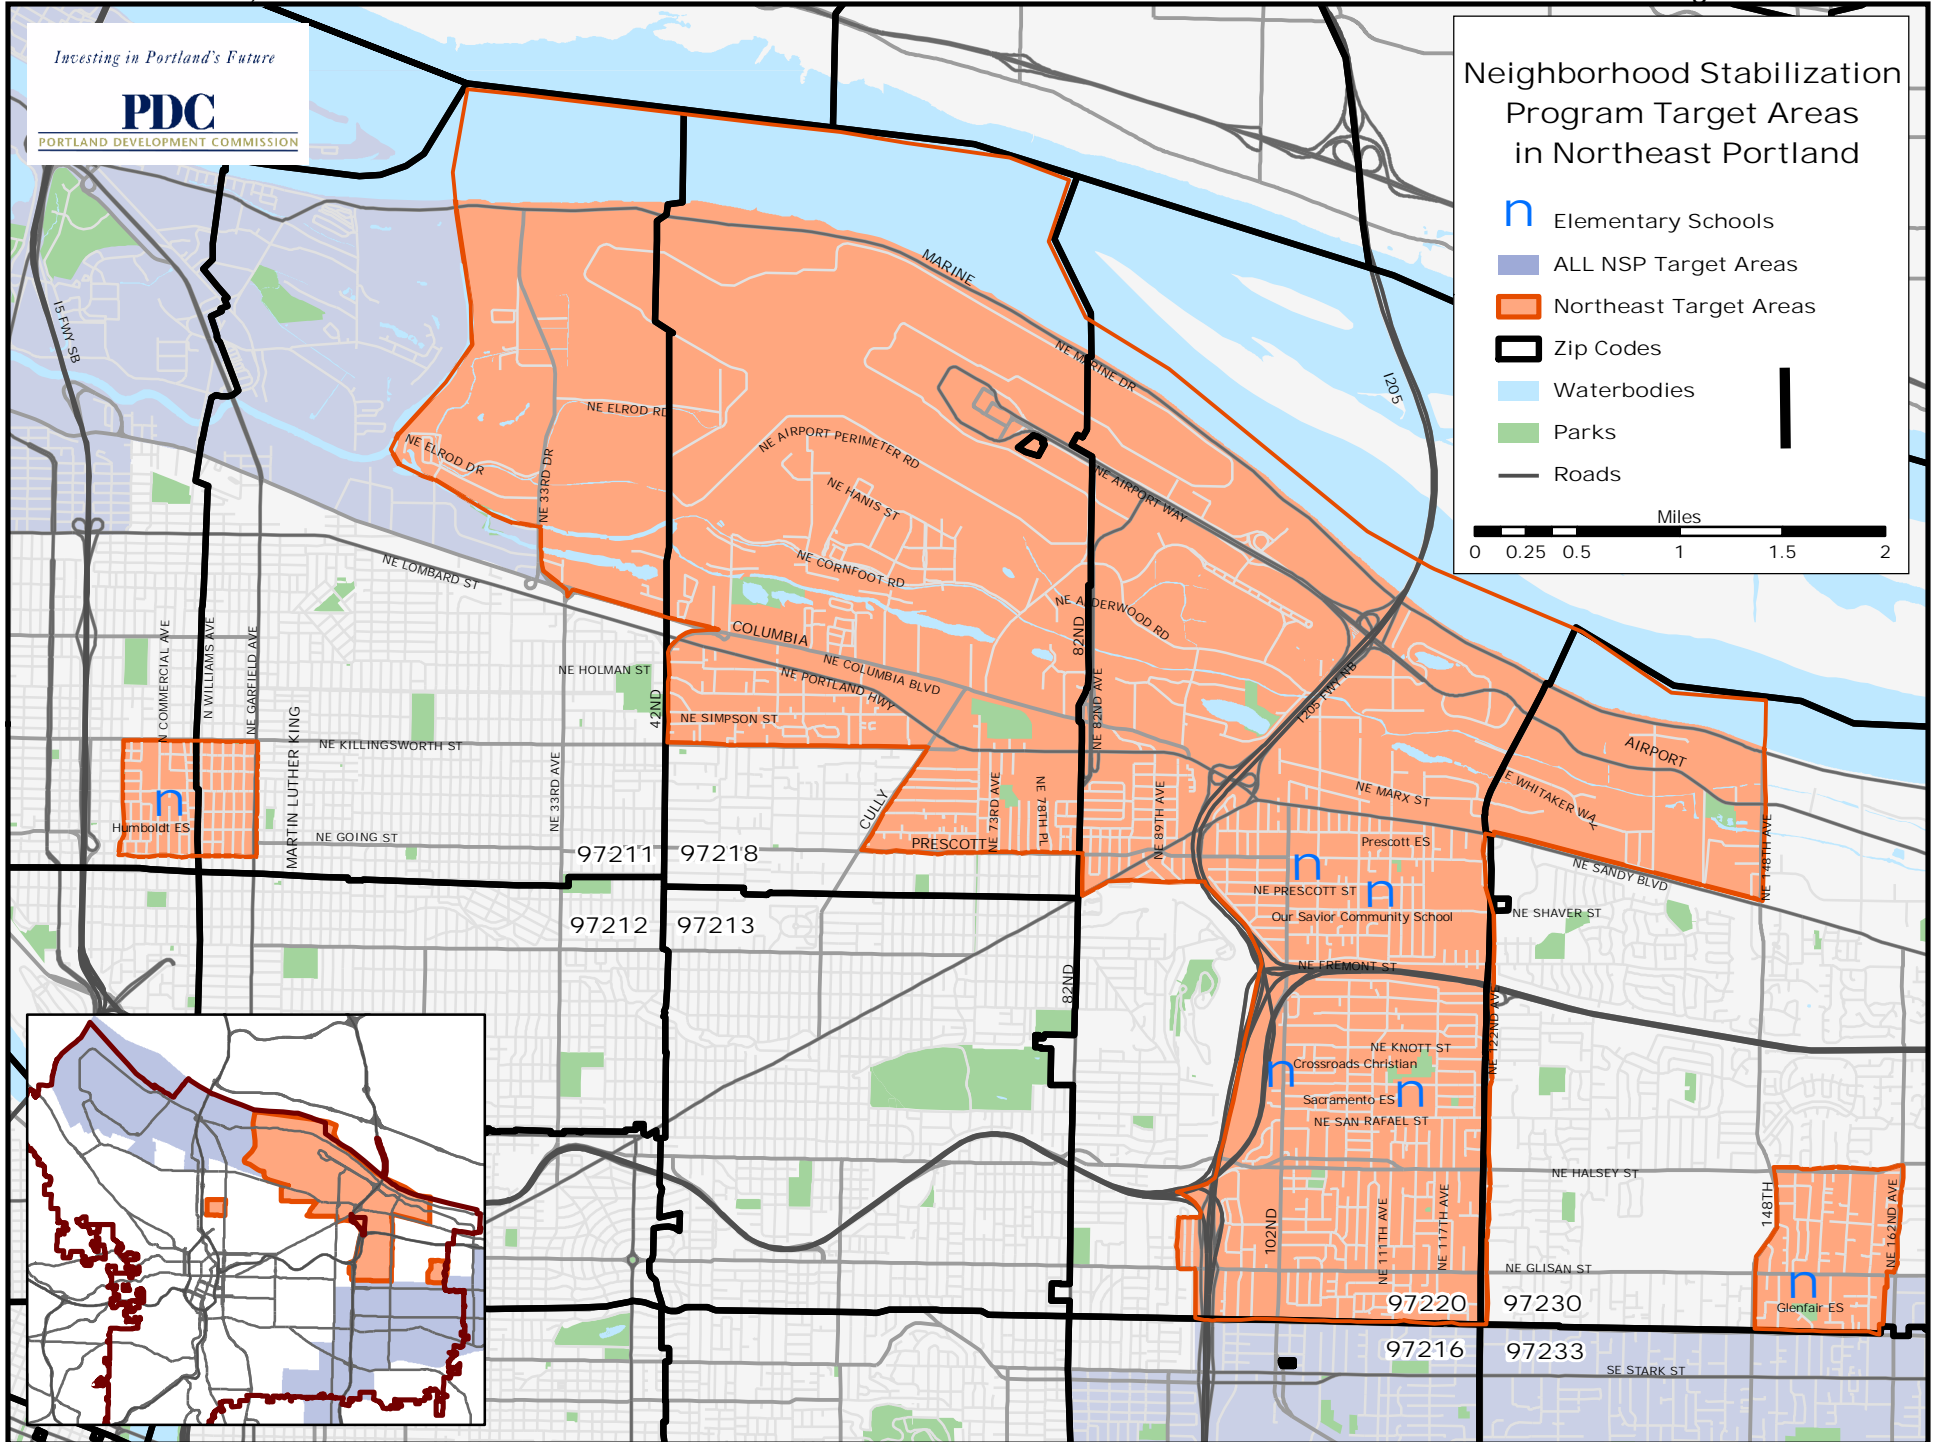 Investing in Portland's Future
PDC
PORTLAND DEVELOPMENT COMMISSION
Neighborhood Stabilization
Program Target Areas
in Northeast Portland
n Elementary Schools
ALL NSP Target Areas
Northeast Target Areas
Zip Codes
Waterbodies
Parks
Roads
Miles
0 0.25 0.5 1 1.5 2
I5 FWY SB
MARINE
NE MARINE DR
I205
NE ELROD RD
NE ELROD DR
NE 33RD DR
NE AIRPORT PERIMETER RD
NE HANIS ST
NE AIRPORT WAY
NE CORNFOOT RD
NE ALDERWOOD RD
NE LOMBARD ST
COLUMBIA
NE COLUMBIA BLVD
NE PORTLAND HWY
NE HOLMAN ST
42ND
NE SIMPSON ST
82ND
NE 82ND AVE
I205 FWY NB
N COMMERCIAL AVE
N WILLIAMS AVE
NE GARFIELD AVE
MARTIN LUTHER KING
NE KILLINGSWORTH ST
NE 33RD AVE
NE GOING ST
n
Humboldt ES
CULLY
PRESCOTT
NE 73RD AVE
NE 78TH PL
NE 89TH AVE
NE MARX ST
E WHITAKER WA
AIRPORT
NE 148TH AVE
NE SANDY BLVD
Prescott ES
n
n
NE PRESCOTT ST
Our Savior Community School
NE SHAVER ST
97211 97218
97212 97213
82ND
NE FREMONT ST
NE 122ND AVE
NE KNOTT ST
n
Crossroads Christian
n
Sacramento ES
NE SAN RAFAEL ST
NE HALSEY ST
102ND
NE 111TH AVE
NE 117TH AVE
148TH
NE 162ND AVE
NE GLISAN ST
n
Glenfair ES
97220 97230
97216 97233
SE STARK ST